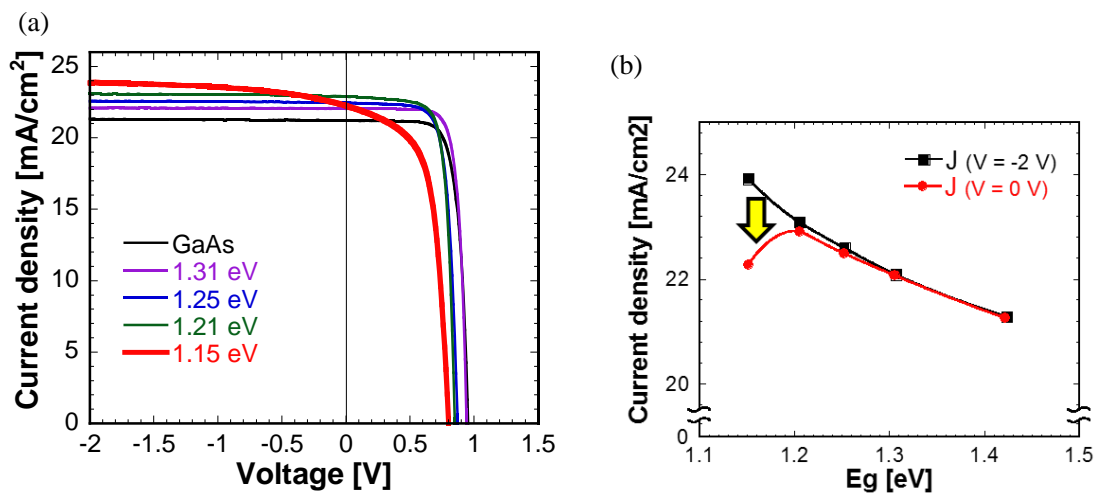 (a)
Current density [mA/cm²]
25
20
15
10
5
0
GaAs
1.31 eV
1.25 eV
1.21 eV
1.15 eV
-2 -1.5 -1 -0.5 0 0.5 1 1.5
Voltage [V]
(b)
Current density [mA/cm2]
24
22
20
0
J (V = -2 V)
J (V = 0 V)
1.1 1.2 1.3 1.4 1.5
Eg [eV]